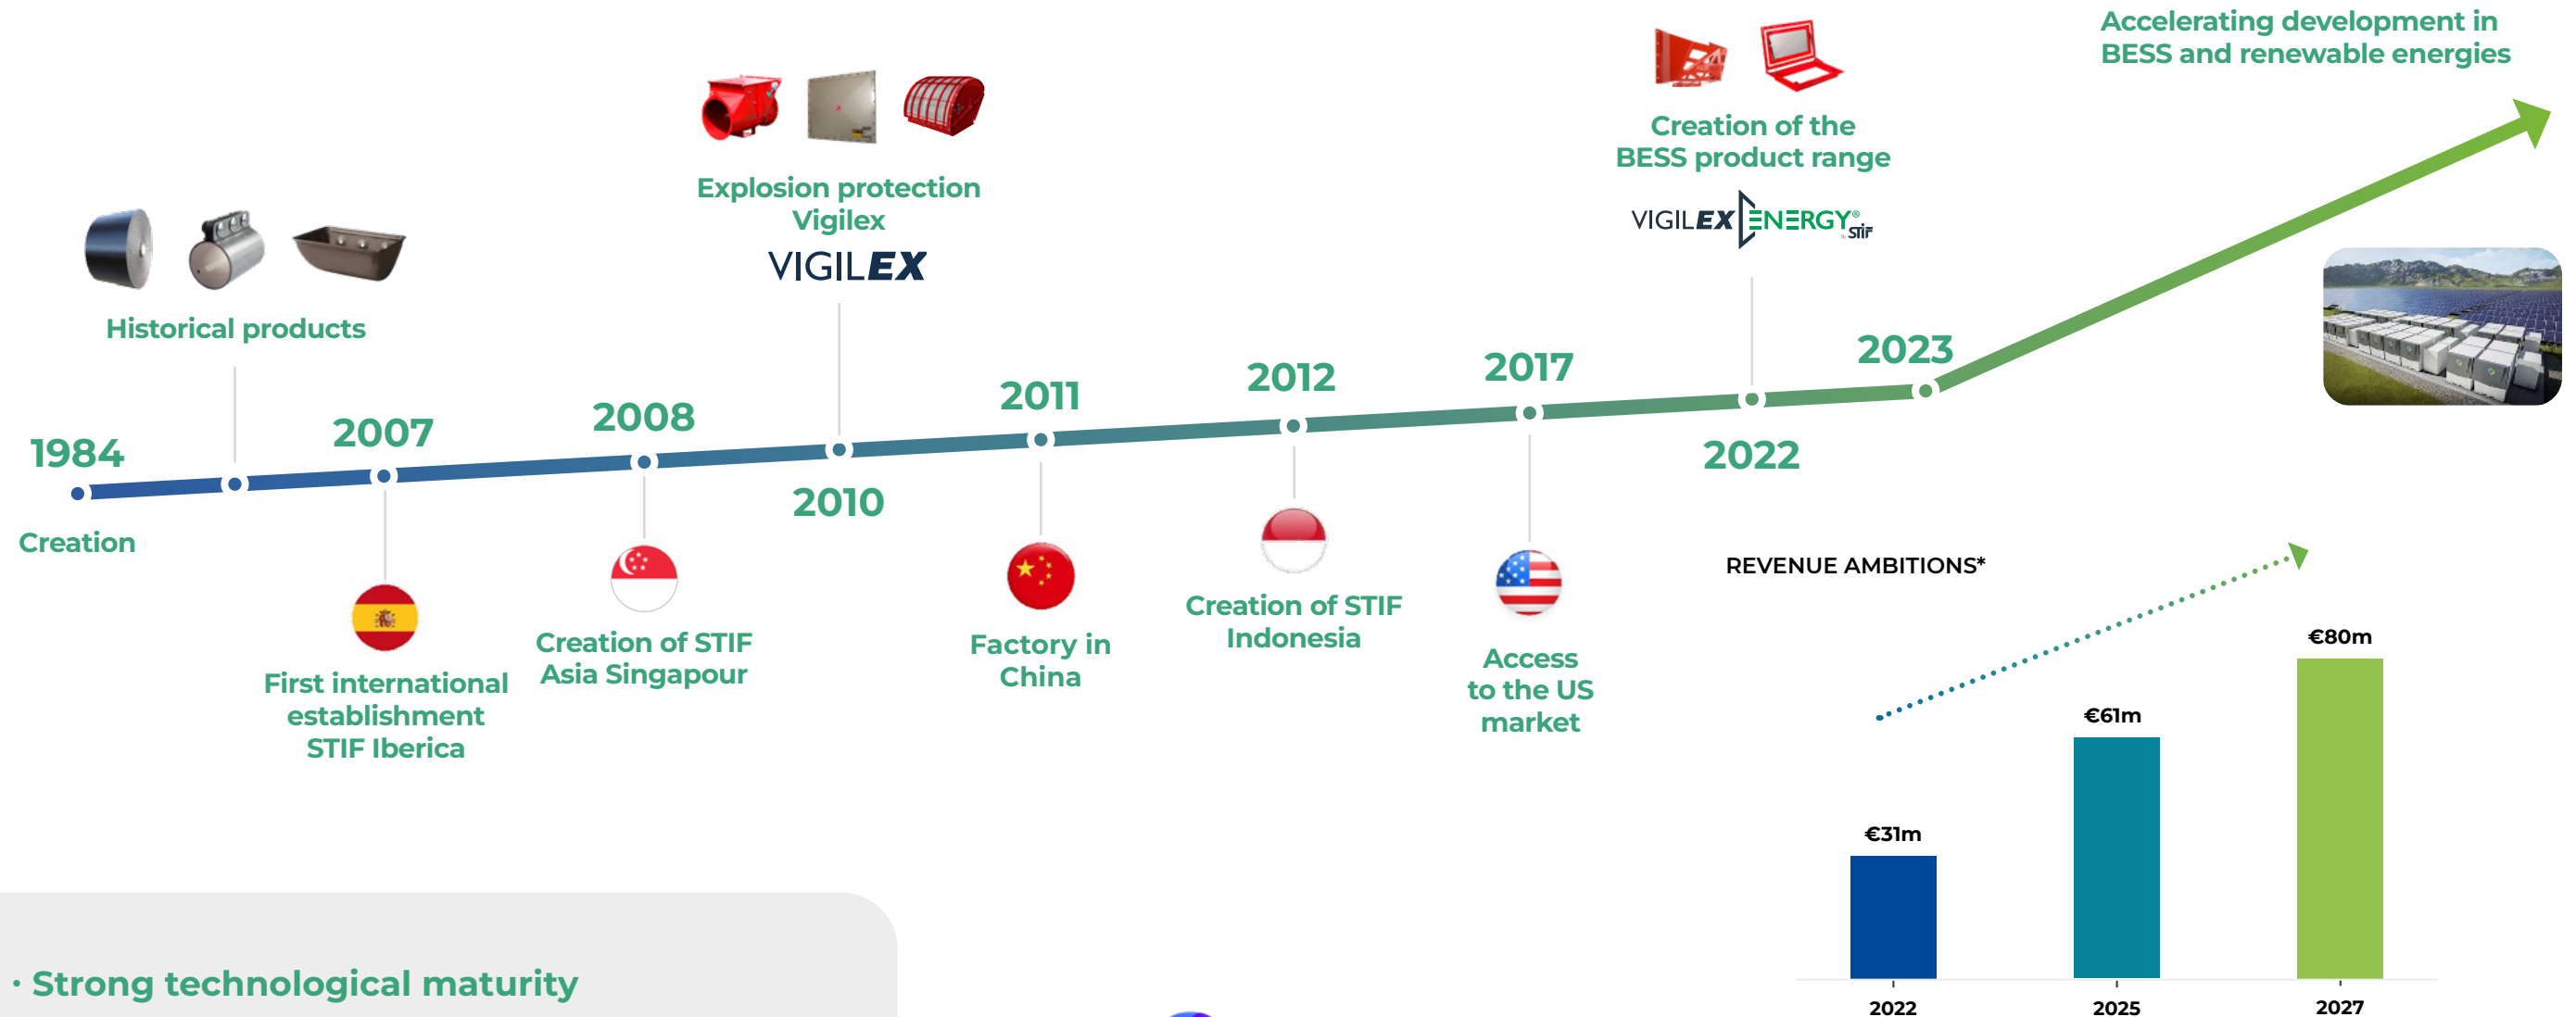 Accelerating development in
BESS and renewable energies
Creation of the
BESS product range
VIGILEX ENERGY®
by STiF
Explosion protection
Vigilex
VIGILEX
Historical products
1984
Creation
2007
First international
establishment
STIF Iberica
2008
Creation of STIF
Asia Singapour
2010
2011
Factory in
China
2012
Creation of STIF
Indonesia
2017
Access
to the US
market
2022
2023
REVENUE AMBITIONS*
€31m
€61m
€80m
2022
2025
2027
· Strong technological maturity